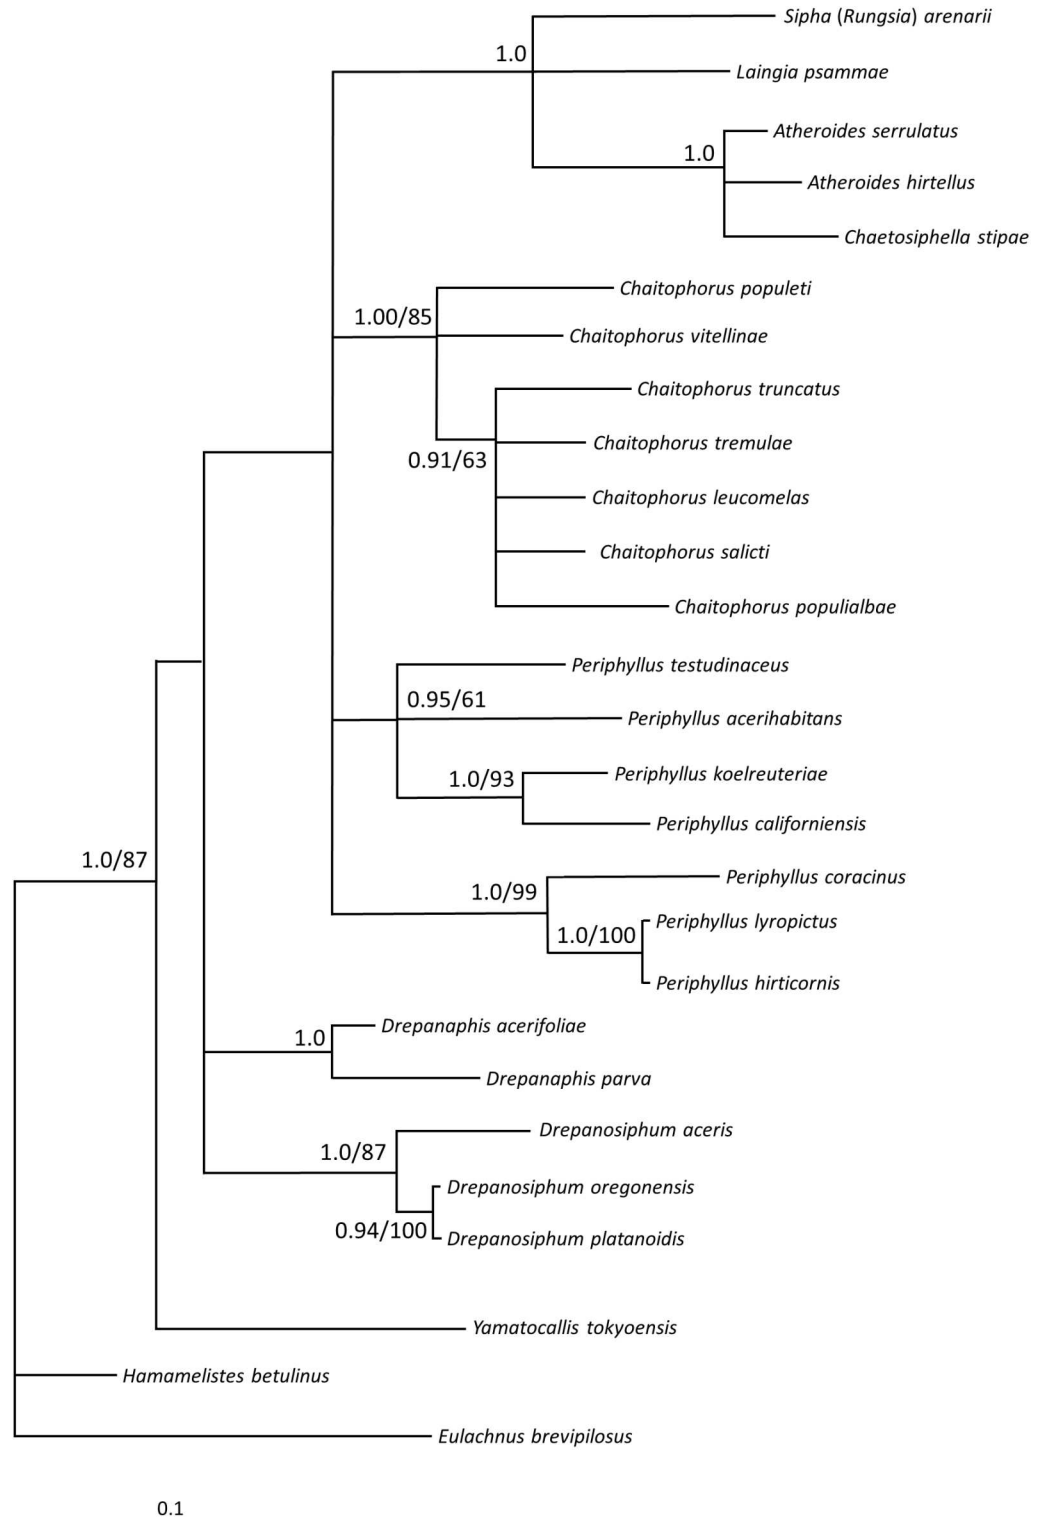 Sipha (Rungsia) arenarii
1.0
Laingia psammae
Atheroides serrulatus
1.0
Atheroides hirtellus
Chaetosiphella stipae
Chaitophorus populeti
1.00/85
Chaitophorus vitellinae
Chaitophorus truncatus
Chaitophorus tremulae
0.91/63
Chaitophorus leucomelas
Chaitophorus salicti
Chaitophorus populialbae
Periphyllus testudinaceus
0.95/61
Periphyllus acerihabitans
Periphyllus koelreuteriae
1.0/93
Periphyllus californiensis
1.0/87
Periphyllus coracinus
1.0/99
Periphyllus lyropictus
1.0/100
Periphyllus hirticornis
Drepanaphis acerifoliae
1.0
Drepanaphis parva
Drepanosiphum aceris
1.0/87
Drepanosiphum oregonensis
0.94/100
Drepanosiphum platanoidis
Yamatocallis tokyoensis
Hamamelistes betulinus
Eulachnus brevipilosus
0.1